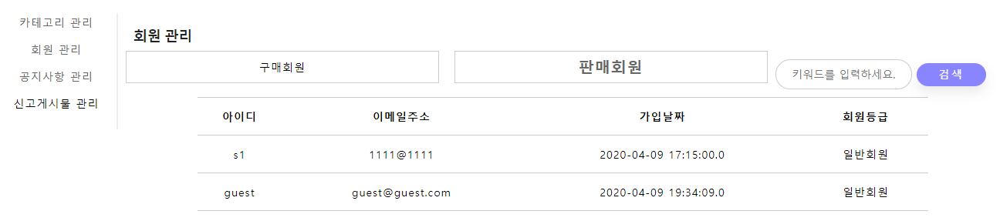 카테고리 관리
회원 관리
공지사항 관리
신고게시물 관리
회원 관리
구매회원 판매회원 키워드를 입력하세요. 검색
아이디 이메일주소 가입날짜 회원등급
s1 1111@1111 2020-04-09 17:15:00.0 일반회원
guest guest@guest.com 2020-04-09 19:34:09.0 일반회원